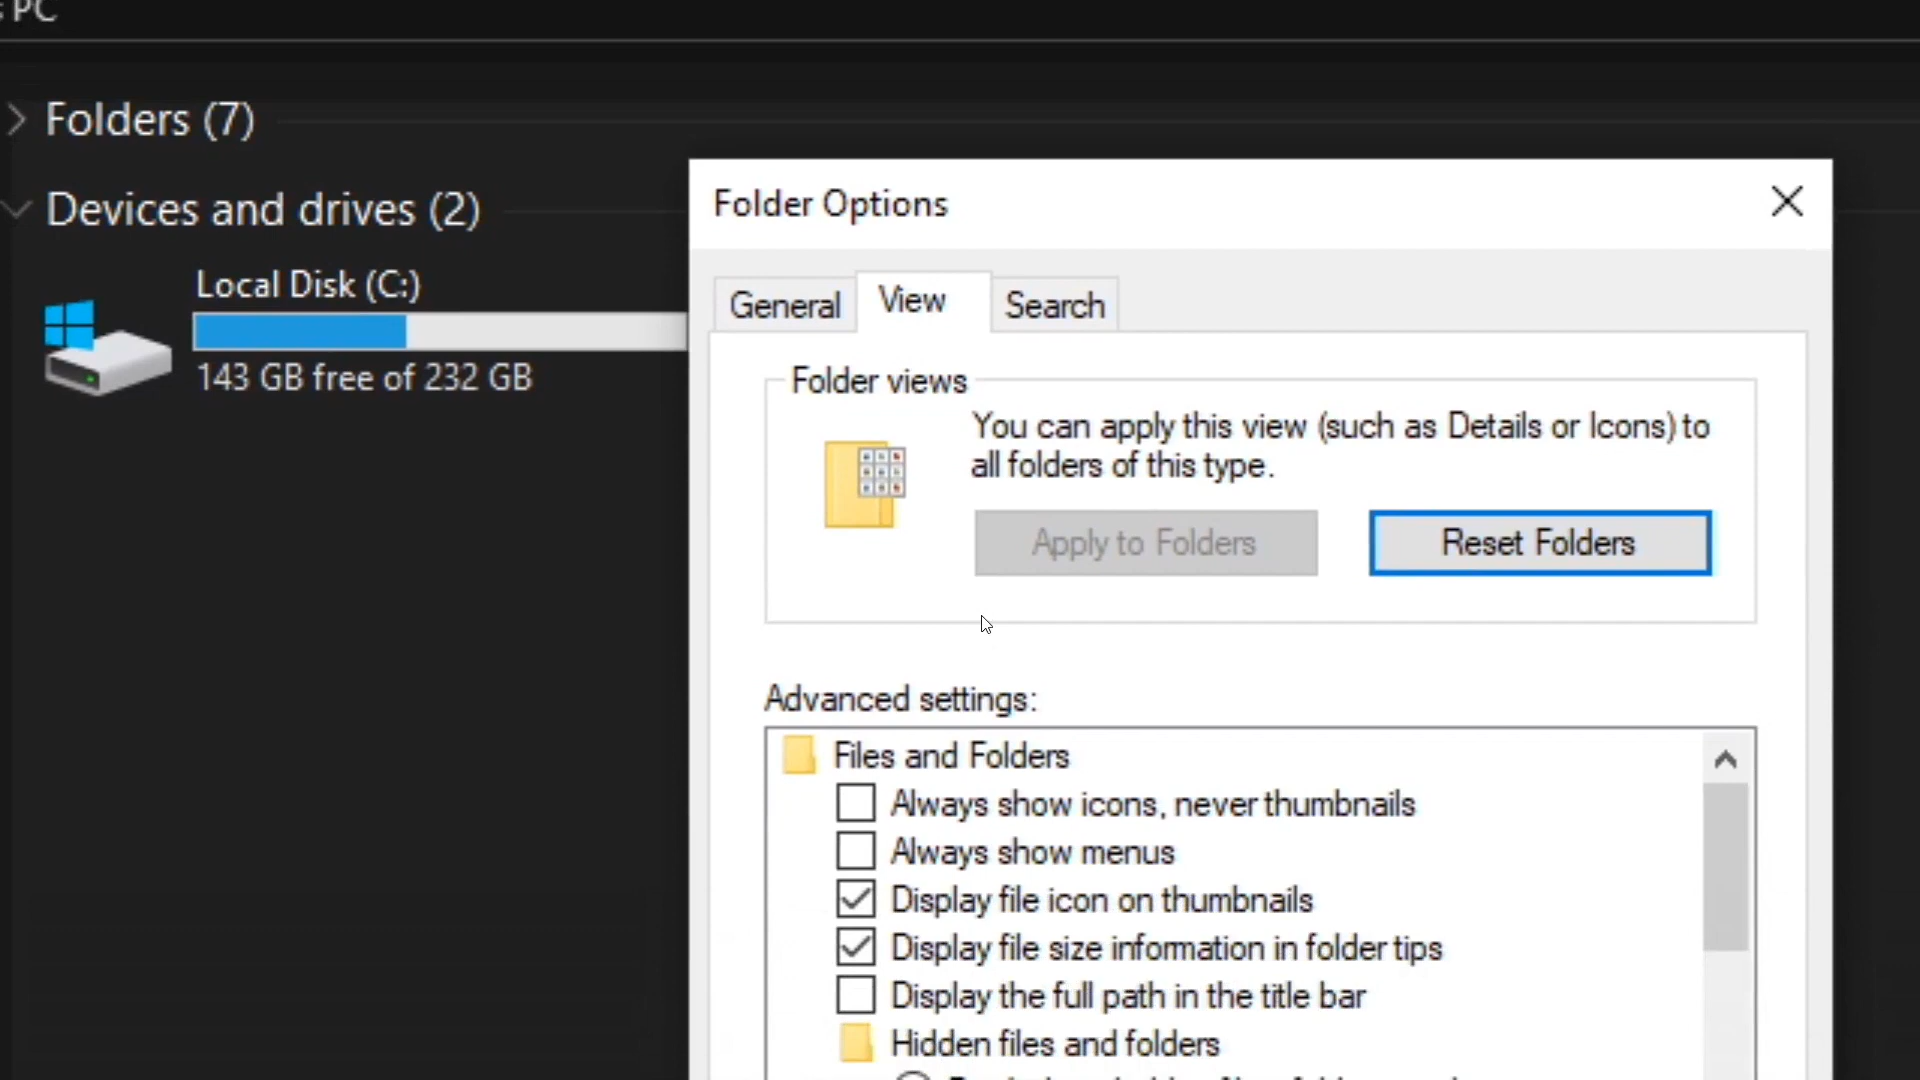 PC
Folders (7)
Devices and drives (2)
Local Disk (C:)
143 GB free of 232 GB
Folder Options
General View Search
Folder views
You can apply this view (such as Details or Icons) to
all folders of this type.
Apply to Folders Reset Folders
Advanced settings:
Files and Folders
Always show icons, never thumbnails
Always show menus
Display file icon on thumbnails
Display file size information in folder tips
Display the full path in the title bar
Hidden files and folders